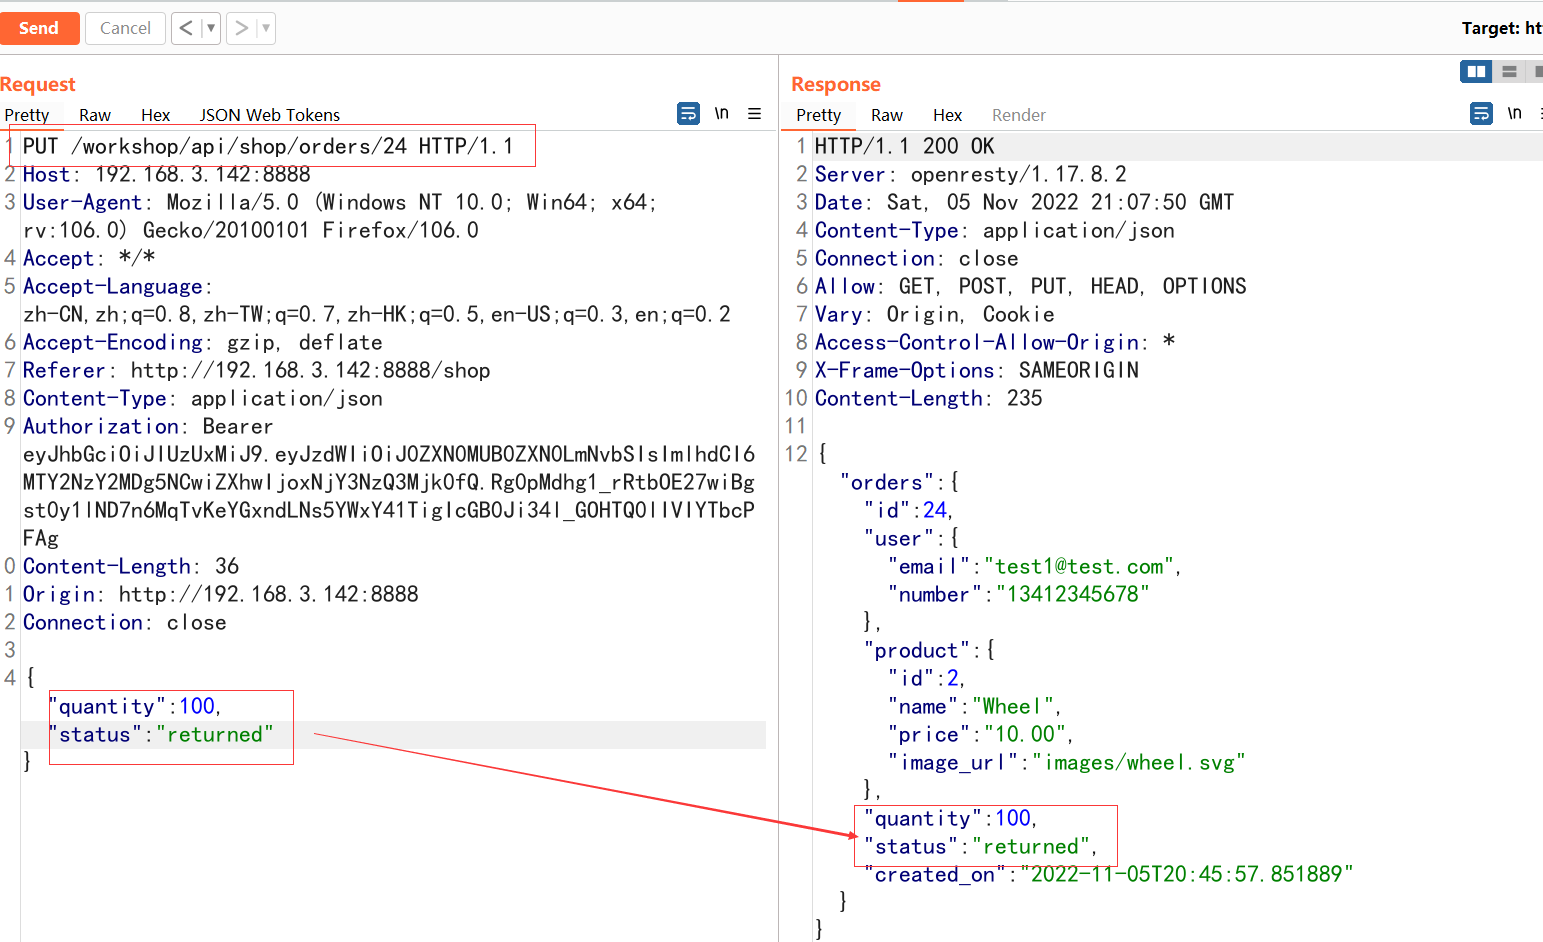 Send Cancel < ▼ > ▼ Target: ht
Request
Pretty Raw Hex JSON Web Tokens \n ≡
1 PUT /workshop/api/shop/orders/24 HTTP/1.1
2 Host: 192.168.3.142:8888
3 User-Agent: Mozilla/5.0 (Windows NT 10.0; Win64; x64;
rv:106.0) Gecko/20100101 Firefox/106.0
4 Accept: */*
5 Accept-Language:
zh-CN,zh;q=0.8,zh-TW;q=0.7,zh-HK;q=0.5,en-US;q=0.3,en;q=0.2
6 Accept-Encoding: gzip, deflate
7 Referer: http://192.168.3.142:8888/shop
8 Content-Type: application/json
9 Authorization: Bearer
eyJhbGciOiJIUzUxMiJ9.eyJzdWIiOiJ0ZXN0MUB0ZXN0LmNvbSIsImlhdCI6
MTY2NzY2MDg5NCwiZXhwIjoxNjY3NzQ3Mjk0fQ.Rg0pMdhg1_rRtbOE27wiBg
st0y1lND7n6MqTvKeYGxndLNs5YWxY41TiglcGB0Ji34l_GOHTQ0lIVIYTbcP
FAg
0 Content-Length: 36
1 Origin: http://192.168.3.142:8888
2 Connection: close
3
4 {
"quantity":100,
"status":"returned"
}
Response
Pretty Raw Hex Render \n
1 HTTP/1.1 200 OK
2 Server: openresty/1.17.8.2
3 Date: Sat, 05 Nov 2022 21:07:50 GMT
4 Content-Type: application/json
5 Connection: close
6 Allow: GET, POST, PUT, HEAD, OPTIONS
7 Vary: Origin, Cookie
8 Access-Control-Allow-Origin: *
9 X-Frame-Options: SAMEORIGIN
10 Content-Length: 235
11
12 {
"orders":{
"id":24,
"user":{
"email":"test1@test.com",
"number":"13412345678"
},
"product":{
"id":2,
"name":"Wheel",
"price":"10.00",
"image_url":"images/wheel.svg"
},
"quantity":100,
"status":"returned",
"created_on":"2022-11-05T20:45:57.851889"
}
}